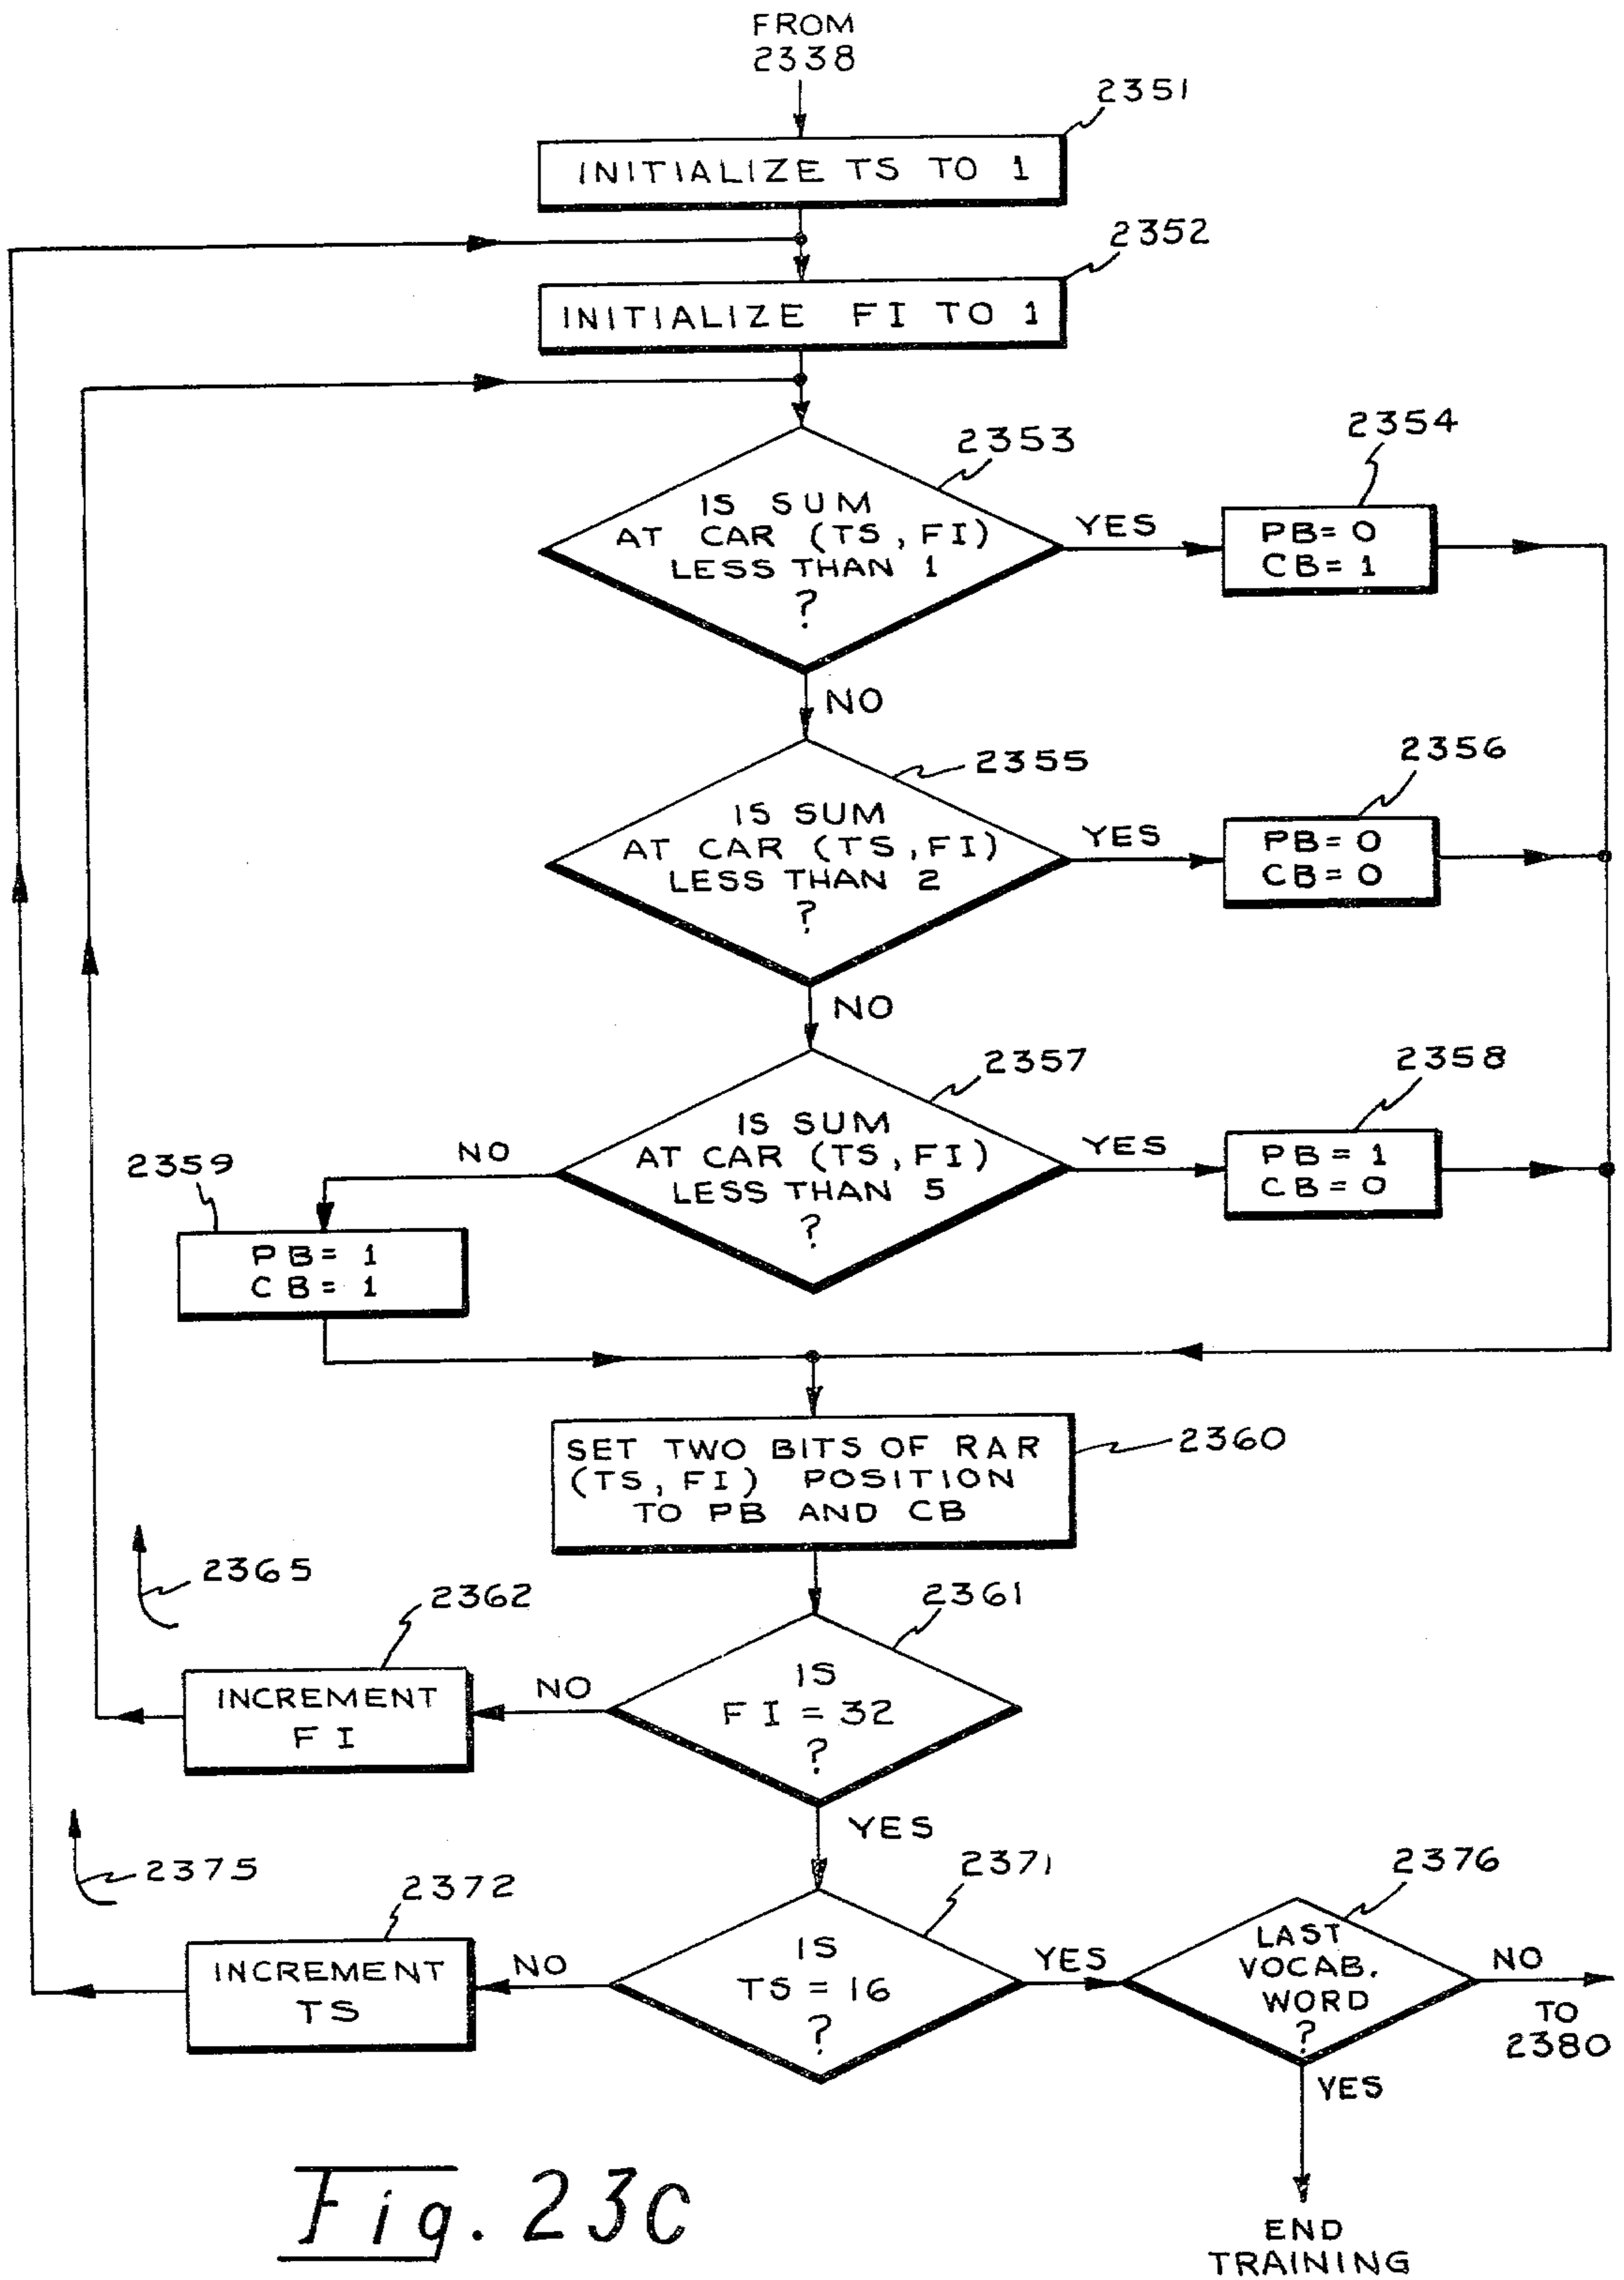 FROM
2338
2351
INITIALIZE TS TO 1
2352
INITIALIZE FI TO 1
2353
IS SUM
AT CAR (TS, FI)
LESS THAN 1
?
YES
2354
PB=0
CB=1
NO
2355
IS SUM
AT CAR (TS, FI)
LESS THAN 2
?
YES
2356
PB=0
CB=0
NO
2357
IS SUM
AT CAR (TS, FI)
LESS THAN 5
?
YES
2358
PB=1
CB=0
NO
2359
PB=1
CB=1
SET TWO BITS OF RAR
(TS, FI) POSITION
TO PB AND CB
2360
2365
2362
INCREMENT
FI
NO
2361
IS
FI=32
?
YES
2375
2372
INCREMENT
TS
NO
2371
IS
TS=16
?
YES
2376
LAST
VOCAB.
WORD
?
NO
TO
2380
YES
END
TRAINING
Fig. 23C